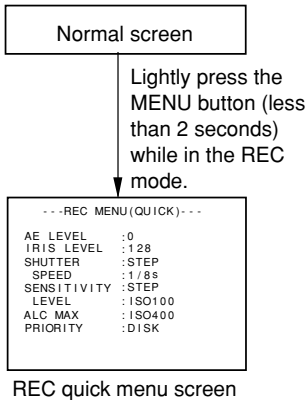 Normal screen
Lightly press the
MENU button (less
than 2 seconds)
while in the REC
mode.
---REC MENU(QUICK)---
AE LEVEL :0
IRIS LEVEL :128
SHUTTER :STEP
SPEED :1/8s
SENSITIVITY :STEP
LEVEL :ISO100
ALC MAX :ISO400
PRIORITY :DISK
REC quick menu screen